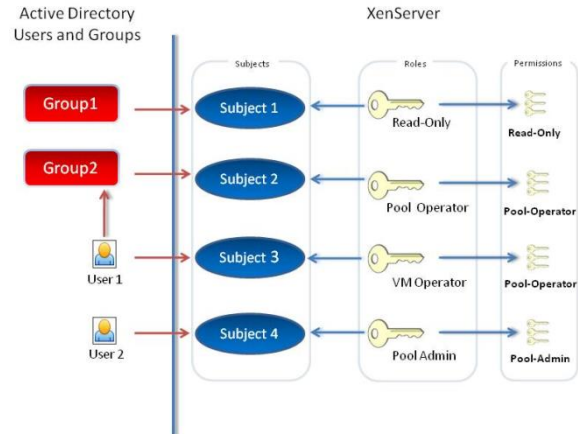 Active Directory
Users and Groups
XenServer
Subjects
Roles
Permissions
Group1
Subject 1
Read-Only
Read-Only
Group2
Subject 2
Pool Operator
Pool-Operator
User 1
Subject 3
VM Operator
Pool-Operator
User 2
Subject 4
Pool Admin
Pool-Admin